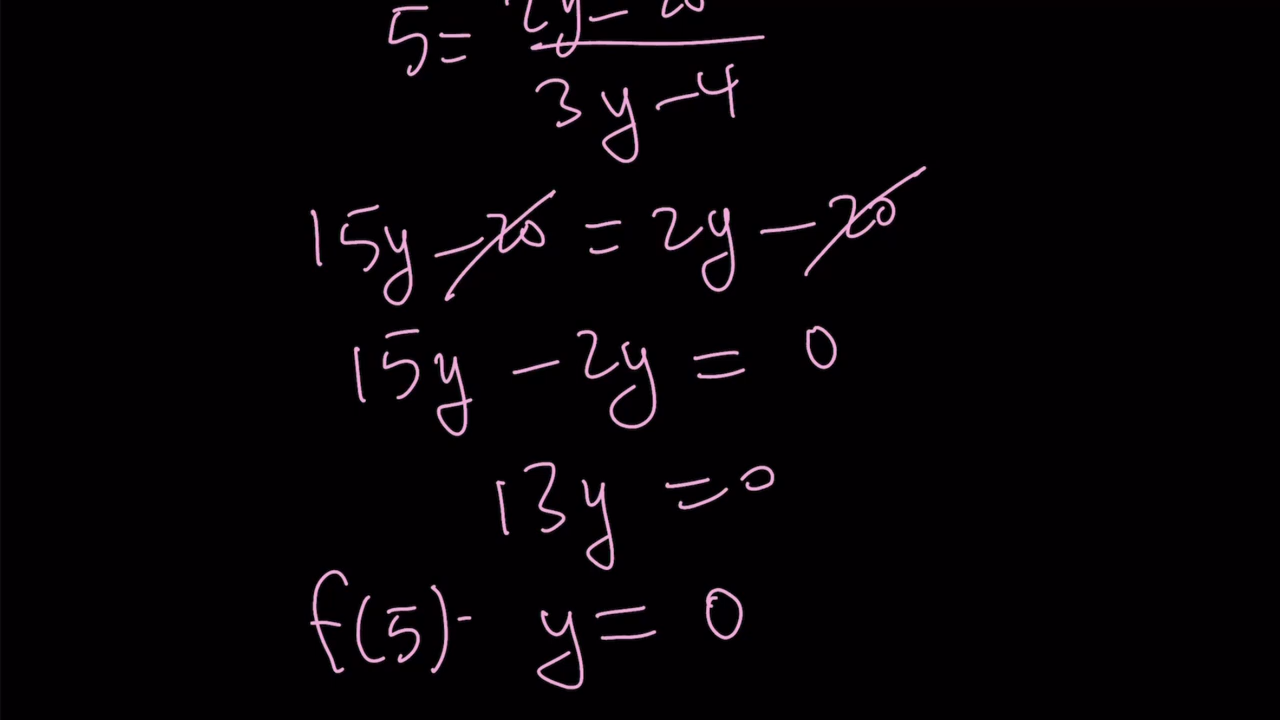 5 = 2y - 20
3y - 4
15y - 20 = 2y - 20
15y - 2y = 0
13y = 0
f(5) - y = 0